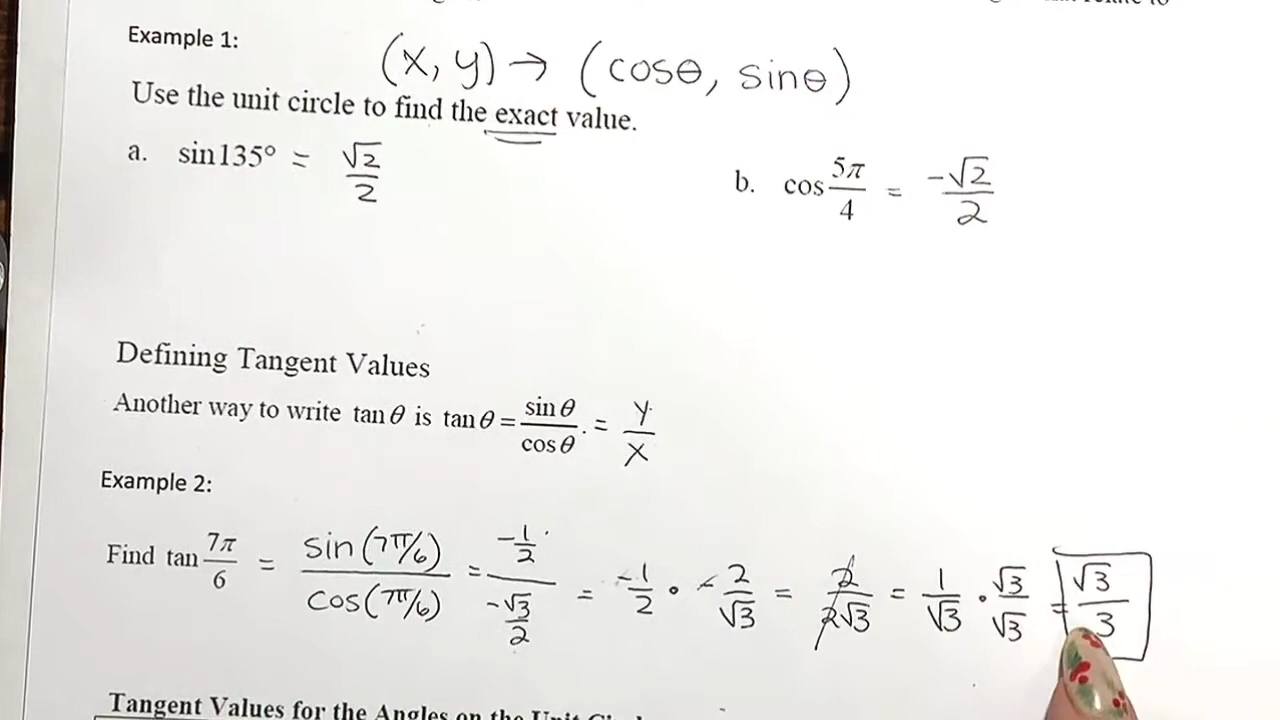 Example 1:
(x, y) → (cosθ, sinθ)
Use the unit circle to find the exact value.
a. sin135° = √2/2
b. cos 5π/4 = -√2/2
Defining Tangent Values
Another way to write tanθ is tanθ = sinθ/cosθ. = y/x
Example 2:
Find tan 7π/6 = sin(7π/6)/cos(7π/6) = (-1/2)/(-√3/2) = -1/2 • -2/√3 = 2/2√3 = 1/√3 • √3/√3 = √3/3
Tangent Values for the Angles on the Unit